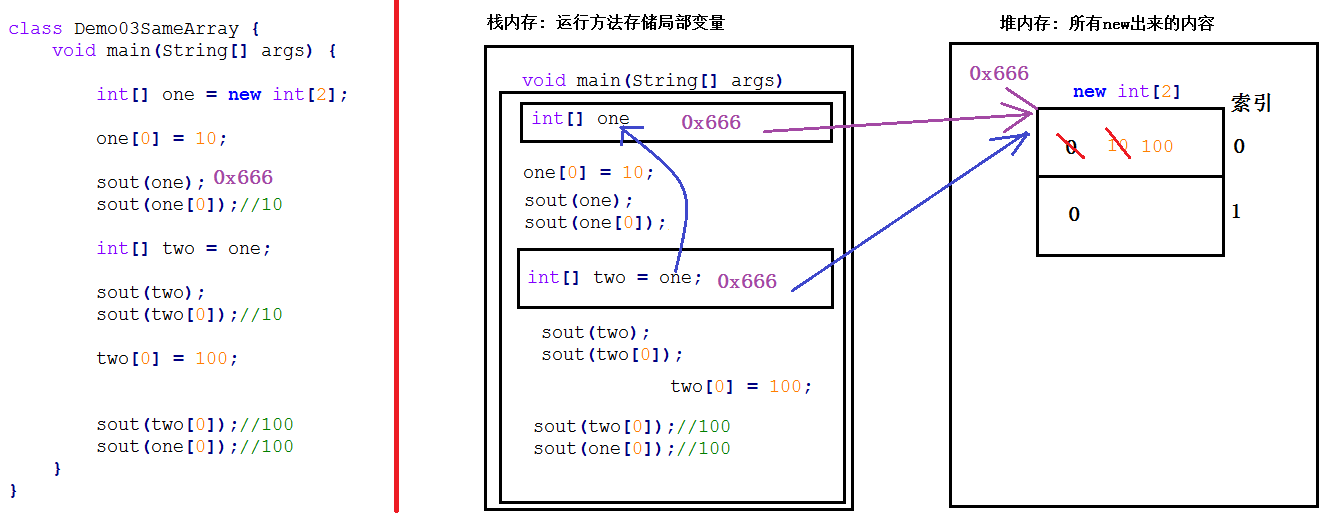 class Demo03SameArray {
void main(String[] args) {
int[] one = new int[2];
one[0] = 10;
sout(one); 0x666
sout(one[0]);//10
int[] two = one;
sout(two);
sout(two[0]);//10
two[0] = 100;
sout(two[0]);//100
sout(one[0]);//100
}
}
栈内存: 运行方法存储局部变量
void main(String[] args)
int[] one 0x666
one[0] = 10;
sout(one);
sout(one[0]);
int[] two = one; 0x666
sout(two);
sout(two[0]);
two[0] = 100;
sout(two[0]);//100
sout(one[0]);//100
堆内存: 所有new出来的内容
0x666
new int[2]
索引
0 10 100 0
0 1